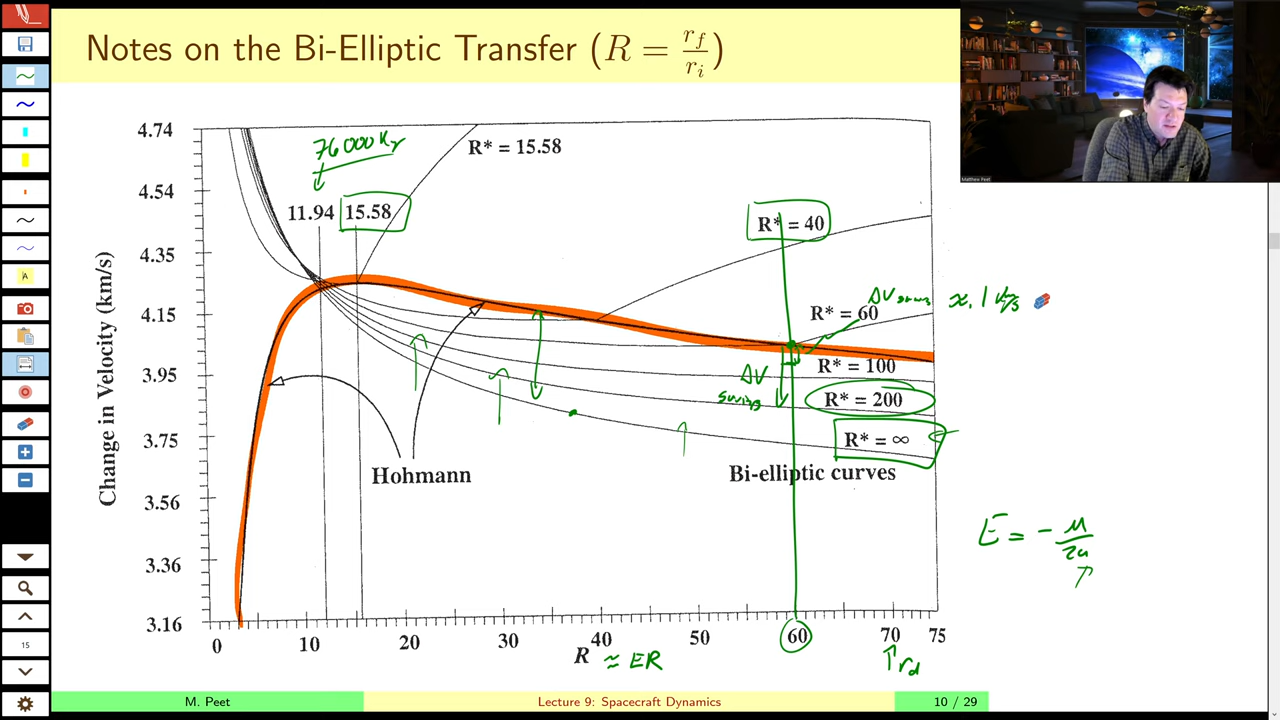 Notes on the Bi-Elliptic Transfer (R = r_f / r_i)
Matthew Peet
4.74
4.54
4.35
4.15
3.95
3.75
3.56
3.36
3.16
Change in Velocity (km/s)
R* = 15.58
11.94
15.58
R* = 40
R* = 60
ΔV
R* = 100
ΔV
R* = 200
R* = ∞
Hohmann
Bi-elliptic curves
E = - μ / 2a
0
10
20
30
40
50
60
70
75
R
≈ ER
↑ r_d
A
15
M. Peet
Lecture 9: Spacecraft Dynamics
10 / 29